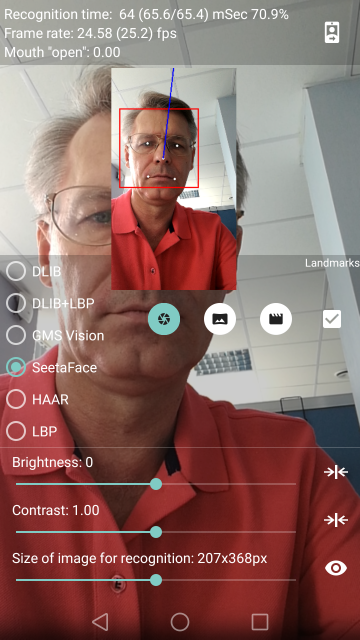 Recognition time: 64 (65.6/65.4) mSec 70.9%
Frame rate: 24.58 (25.2) fps
Mouth "open": 0.00
Landmarks
DLIB
DLIB+LBP
GMS Vision
SeetaFace
HAAR
LBP
Brightness: 0
Contrast: 1.00
Size of image for recognition: 207x368px